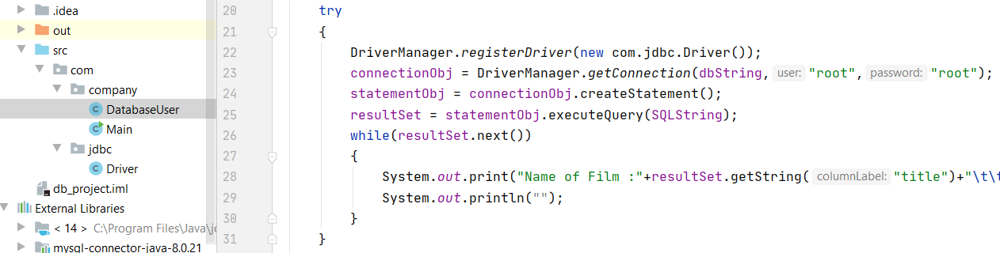 .idea
out
src
com
company
DatabaseUser
Main
jdbc
Driver
db_project.iml
External Libraries
< 14 > C:\Program Files\Java\jc
mysql-connector-java-8.0.21
20 try
21 {
22 DriverManager.registerDriver(new com.jdbc.Driver());
23 connectionObj = DriverManager.getConnection(dbString, user: "root", password: "root");
24 statementObj = connectionObj.createStatement();
25 resultSet = statementObj.executeQuery(SQLString);
26 while(resultSet.next())
27 {
28 System.out.print("Name of Film :"+resultSet.getString( columnLabel: "title")+"\t\t
29 System.out.println("");
30 }
31 }